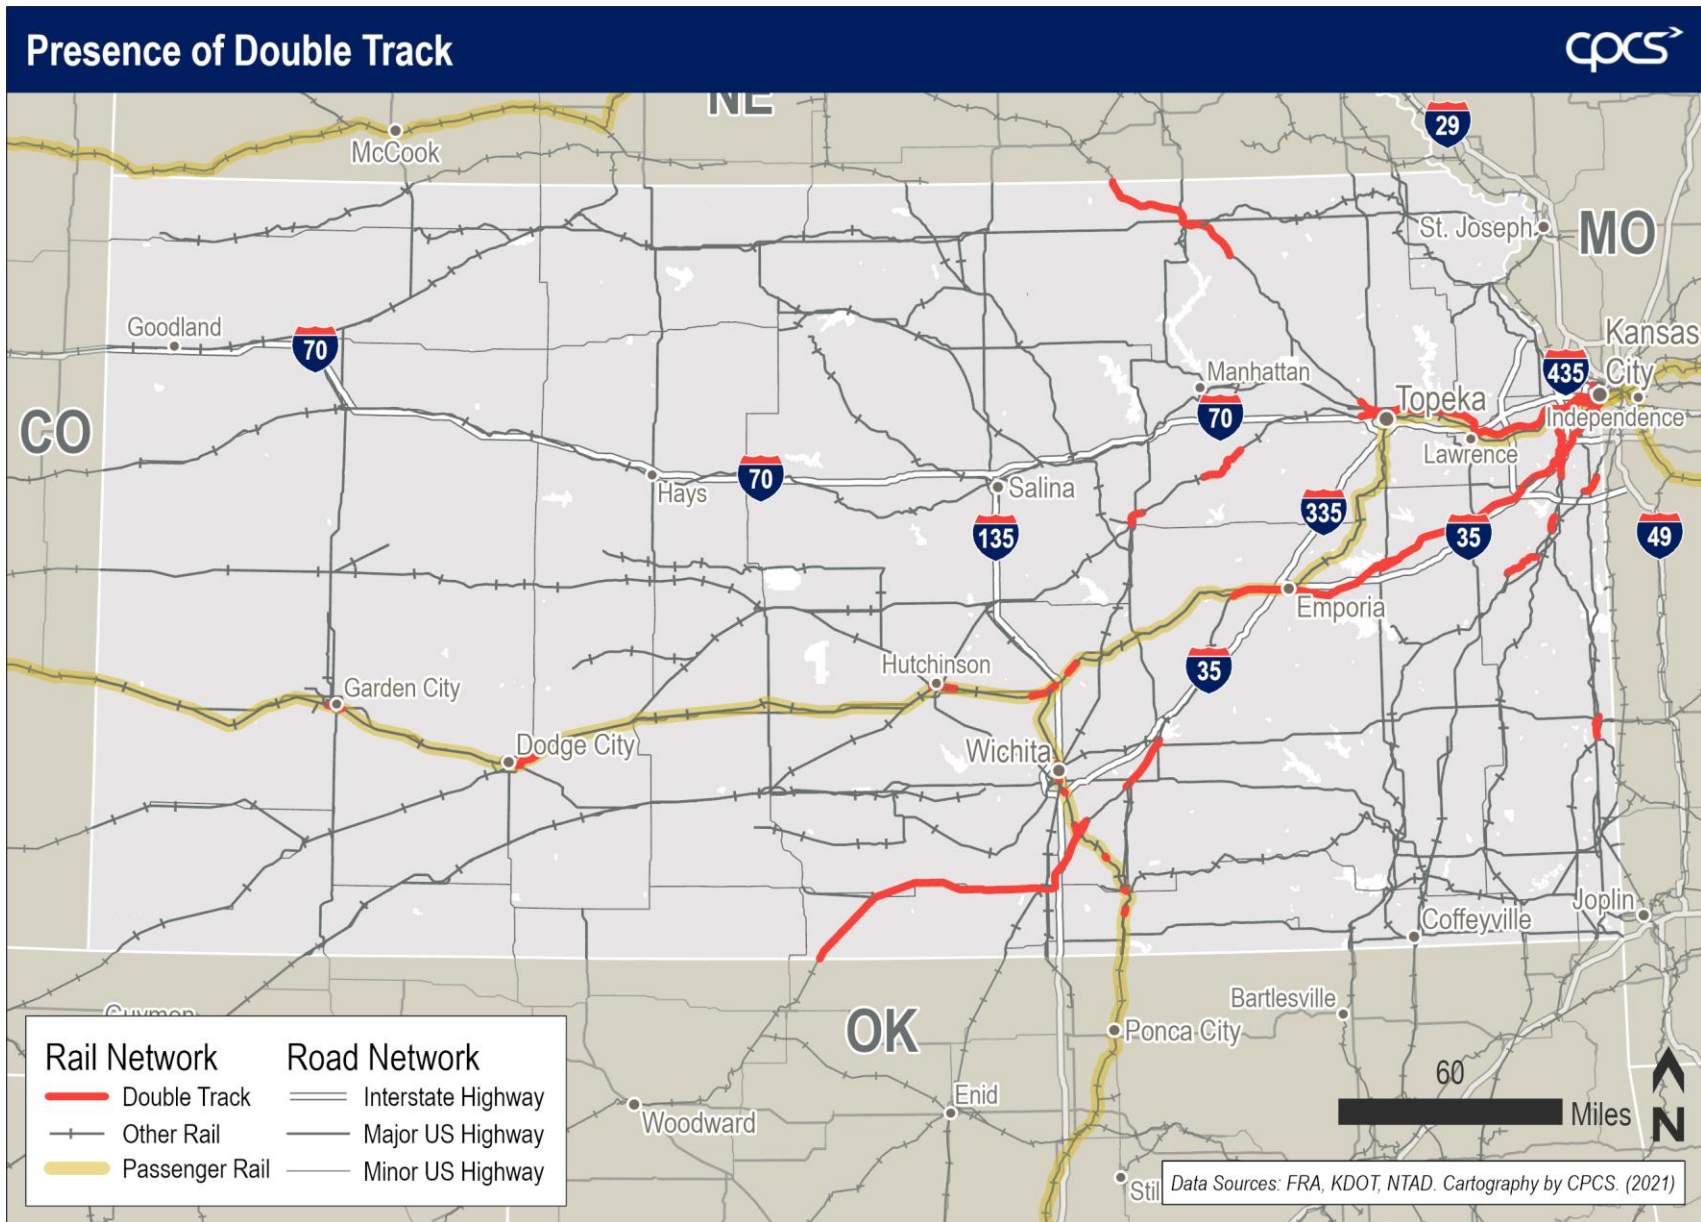 Presence of Double Track
cpcs
NE
McCook
29
St. Joseph
MO
Goodland
70
Kansas
City
435
Manhattan
Topeka
70
Independence
CO
Lawrence
Hays
70
Salina
335
135
35
49
Emporia
Hutchinson
35
Garden City
Dodge City
Wichita
Joplin
Coffeyville
Guymon
Bartlesville
OK
Ponca City
Enid
Woodward
Stil
Rail Network
Double Track
Other Rail
Passenger Rail
Road Network
Interstate Highway
Major US Highway
Minor US Highway
60
Miles
N
Data Sources: FRA, KDOT, NTAD. Cartography by CPCS. (2021)